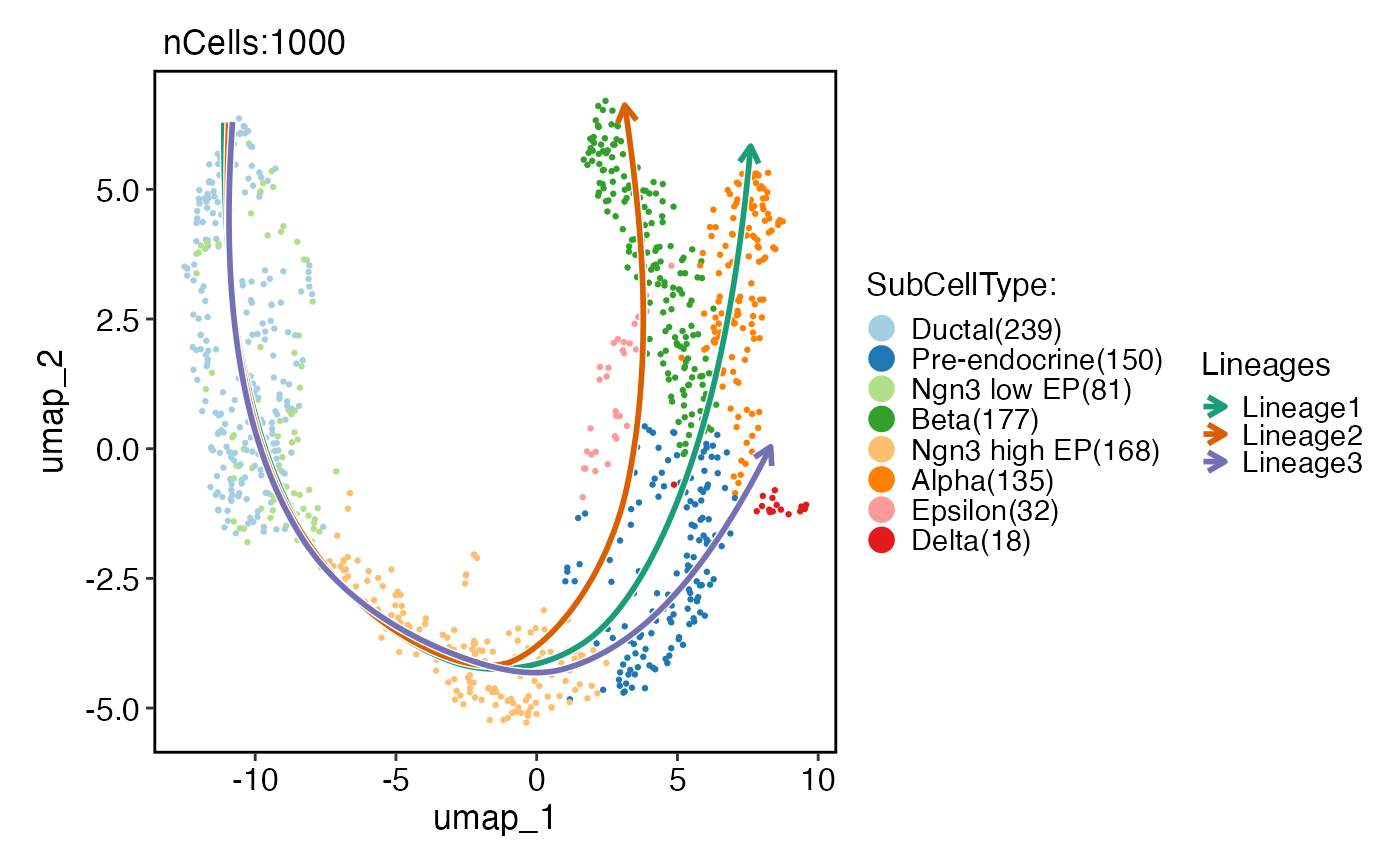 nCells:1000
umap_2
5.0
2.5
0.0
-2.5
-5.0
-10
-5
0
5
10
umap_1
SubCellType:
Ductal(239)
Pre-endocrine(150)
Ngn3 low EP(81)
Beta(177)
Ngn3 high EP(168)
Alpha(135)
Epsilon(32)
Delta(18)
Lineages
Lineage1
Lineage2
Lineage3